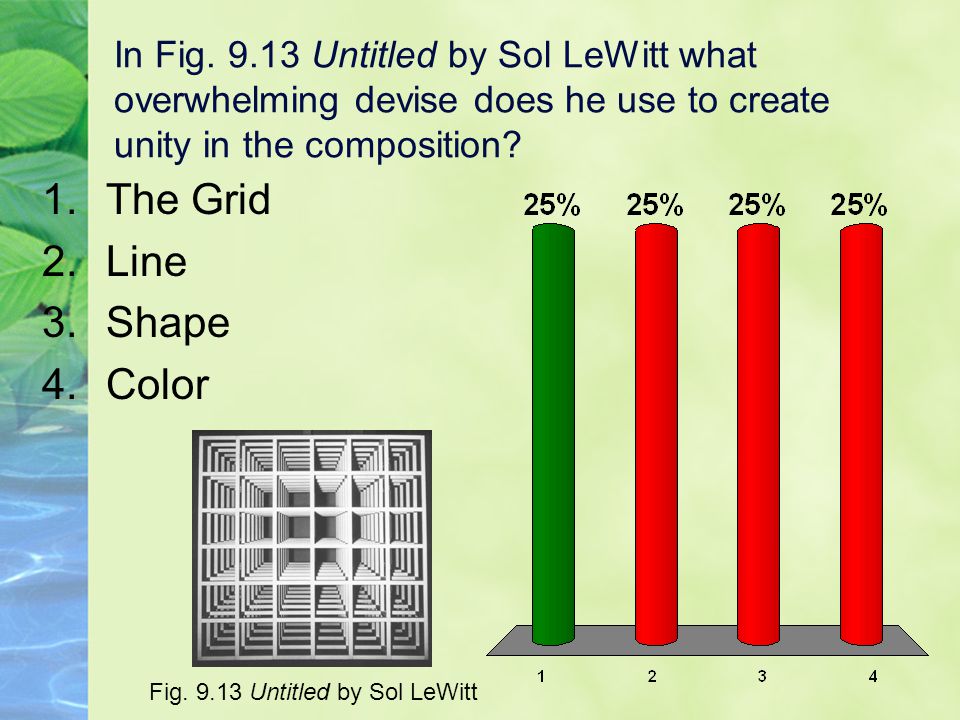 In Fig. 9.13 Untitled by Sol LeWitt what
overwhelming devise does he use to create
unity in the composition?
1. The Grid
2. Line
3. Shape
4. Color
25% 25% 25% 25%
1 2 3 4
Fig. 9.13 Untitled by Sol LeWitt